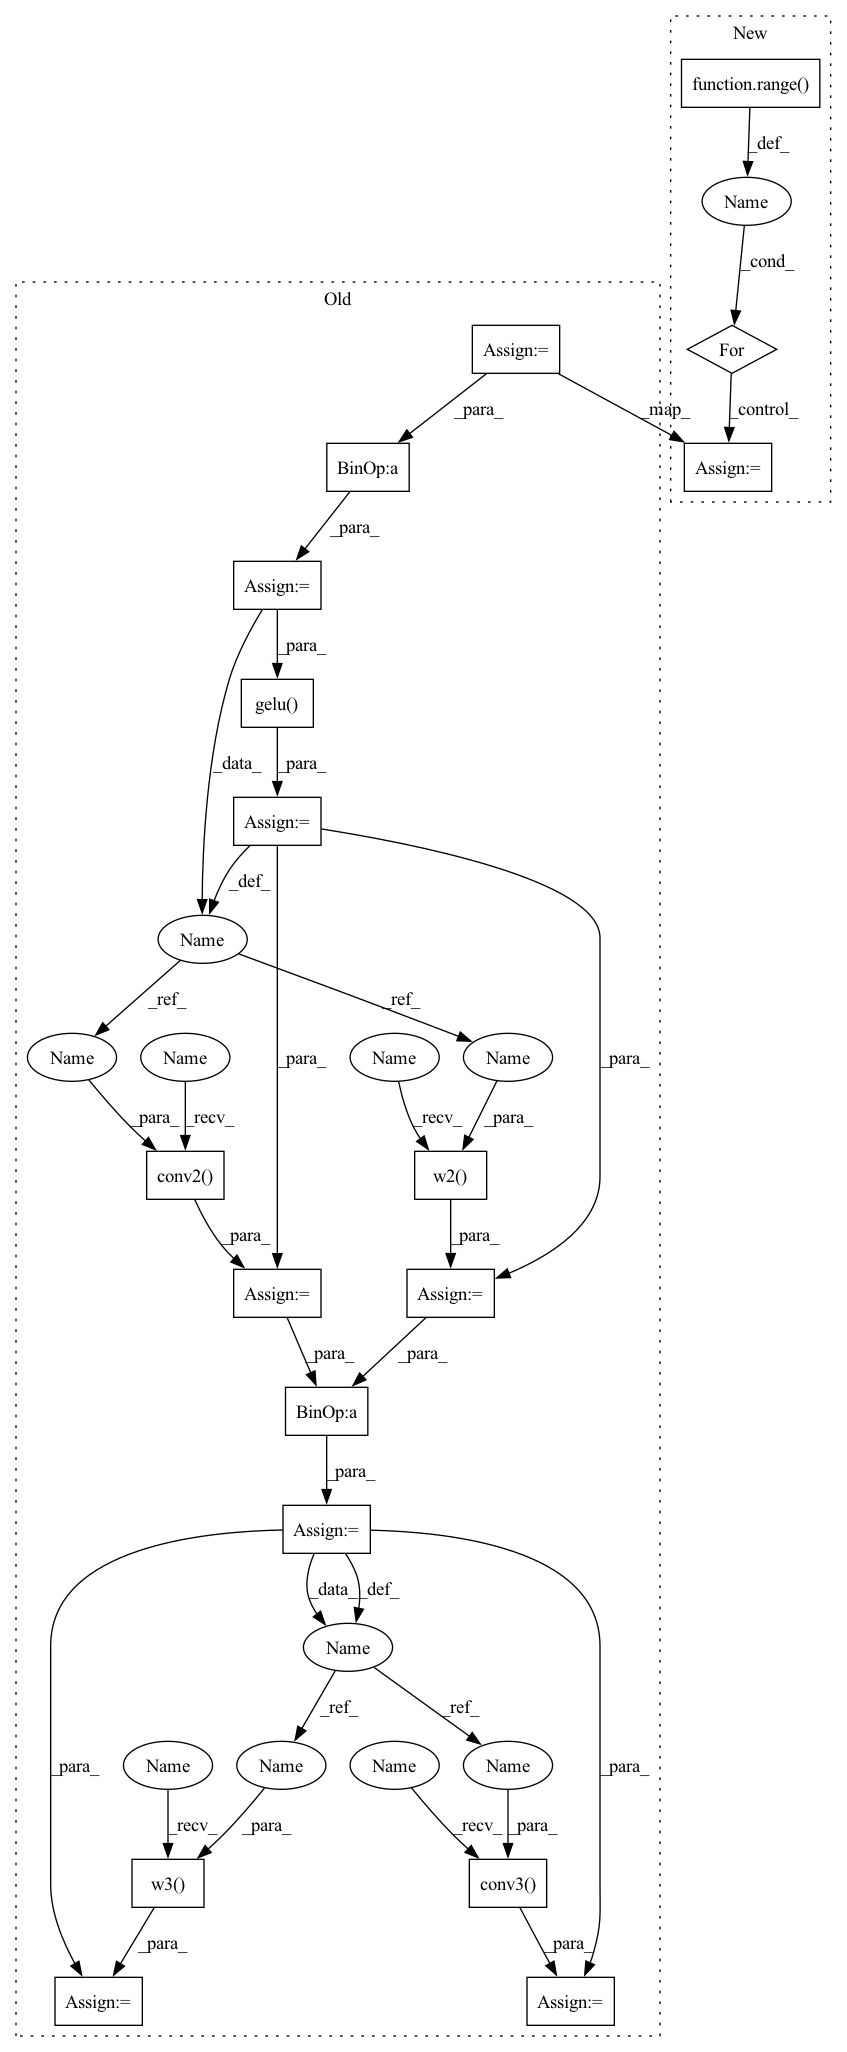 New
function.range()
_def_
Name
_cond_
Old
Assign:=
For
_para_
_map_
_control_
BinOp:a
Assign:=
_para_
Assign:=
_para_
gelu()
_data_
_para_
Assign:=
_def_
Name
_ref_
_ref_
Name
Name
_para_
Name
Name
_para_
_para_
_recv_
_recv_
_para_
conv2()
w2()
_para_
_para_
Assign:=
Assign:=
_para_
_para_
BinOp:a
_para_
Assign:=
_data_
_def_
Name
_ref_
_ref_
_para_
Name
Name
Name
Name
_para_
_recv_
_para_
_recv_
_para_
w3()
conv3()
_para_
_para_
Assign:=
Assign:=